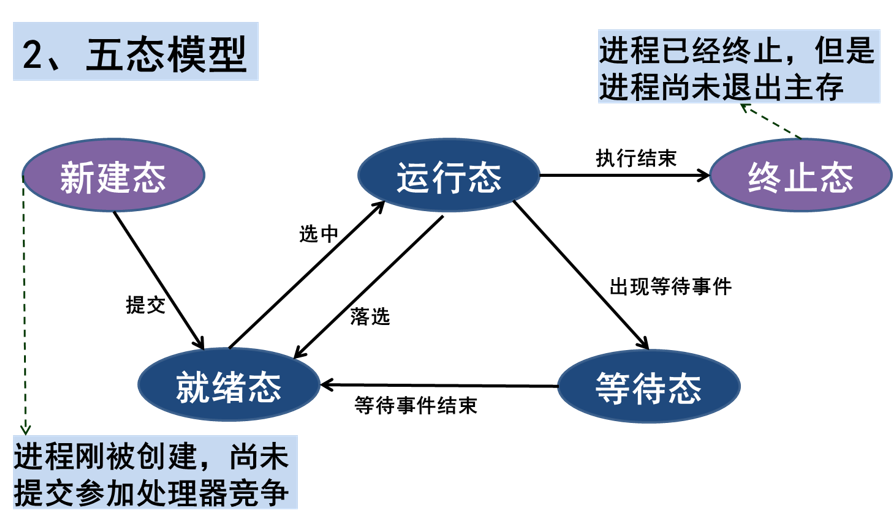 2、五态模型
进程已经终止，但是
进程尚未退出主存
新建态
运行态
执行结束
终止态
选中
提交
落选
出现等待事件
就绪态
等待态
等待事件结束
进程刚被创建，尚未
提交参加处理器竞争